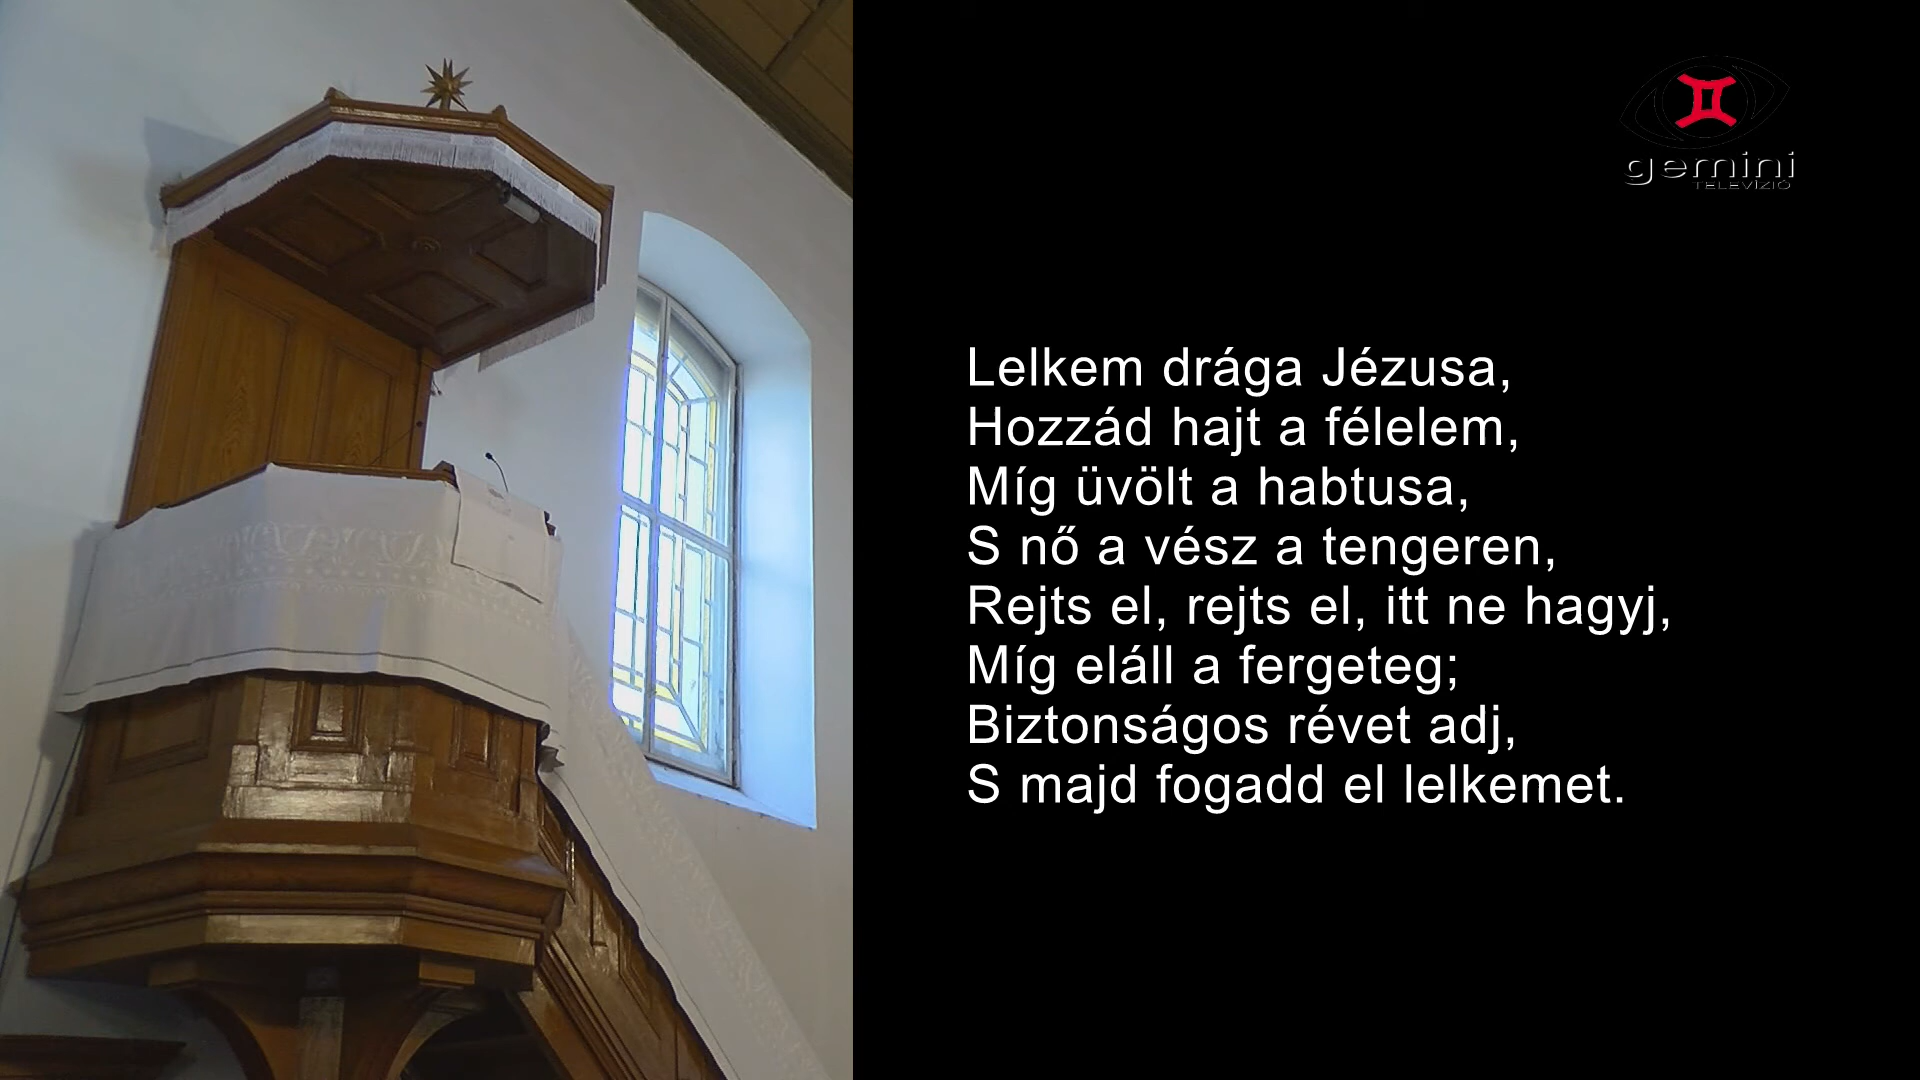 gemini
TELEVÍZIÓ
Lelkem drága Jézusa,
Hozzád hajt a félelem,
Míg üvölt a habtusa,
S nő a vész a tengeren,
Rejts el, rejts el, itt ne hagyj,
Míg eláll a fergeteg;
Biztonságos révet adj,
S majd fogadd el lelkemet.